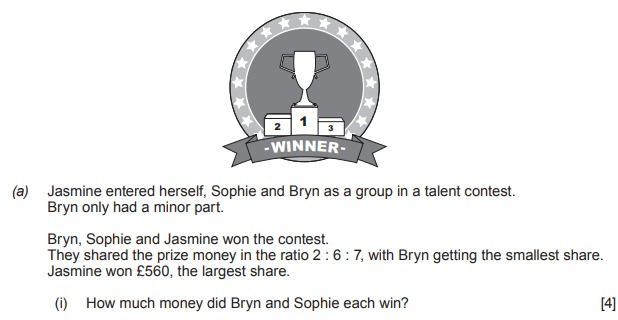 2 1 3
- WINNER -
(a) Jasmine entered herself, Sophie and Bryn as a group in a talent contest.
Bryn only had a minor part.
Bryn, Sophie and Jasmine won the contest.
They shared the prize money in the ratio 2 : 6 : 7, with Bryn getting the smallest share.
Jasmine won £560, the largest share.
(i) How much money did Bryn and Sophie each win? [4]